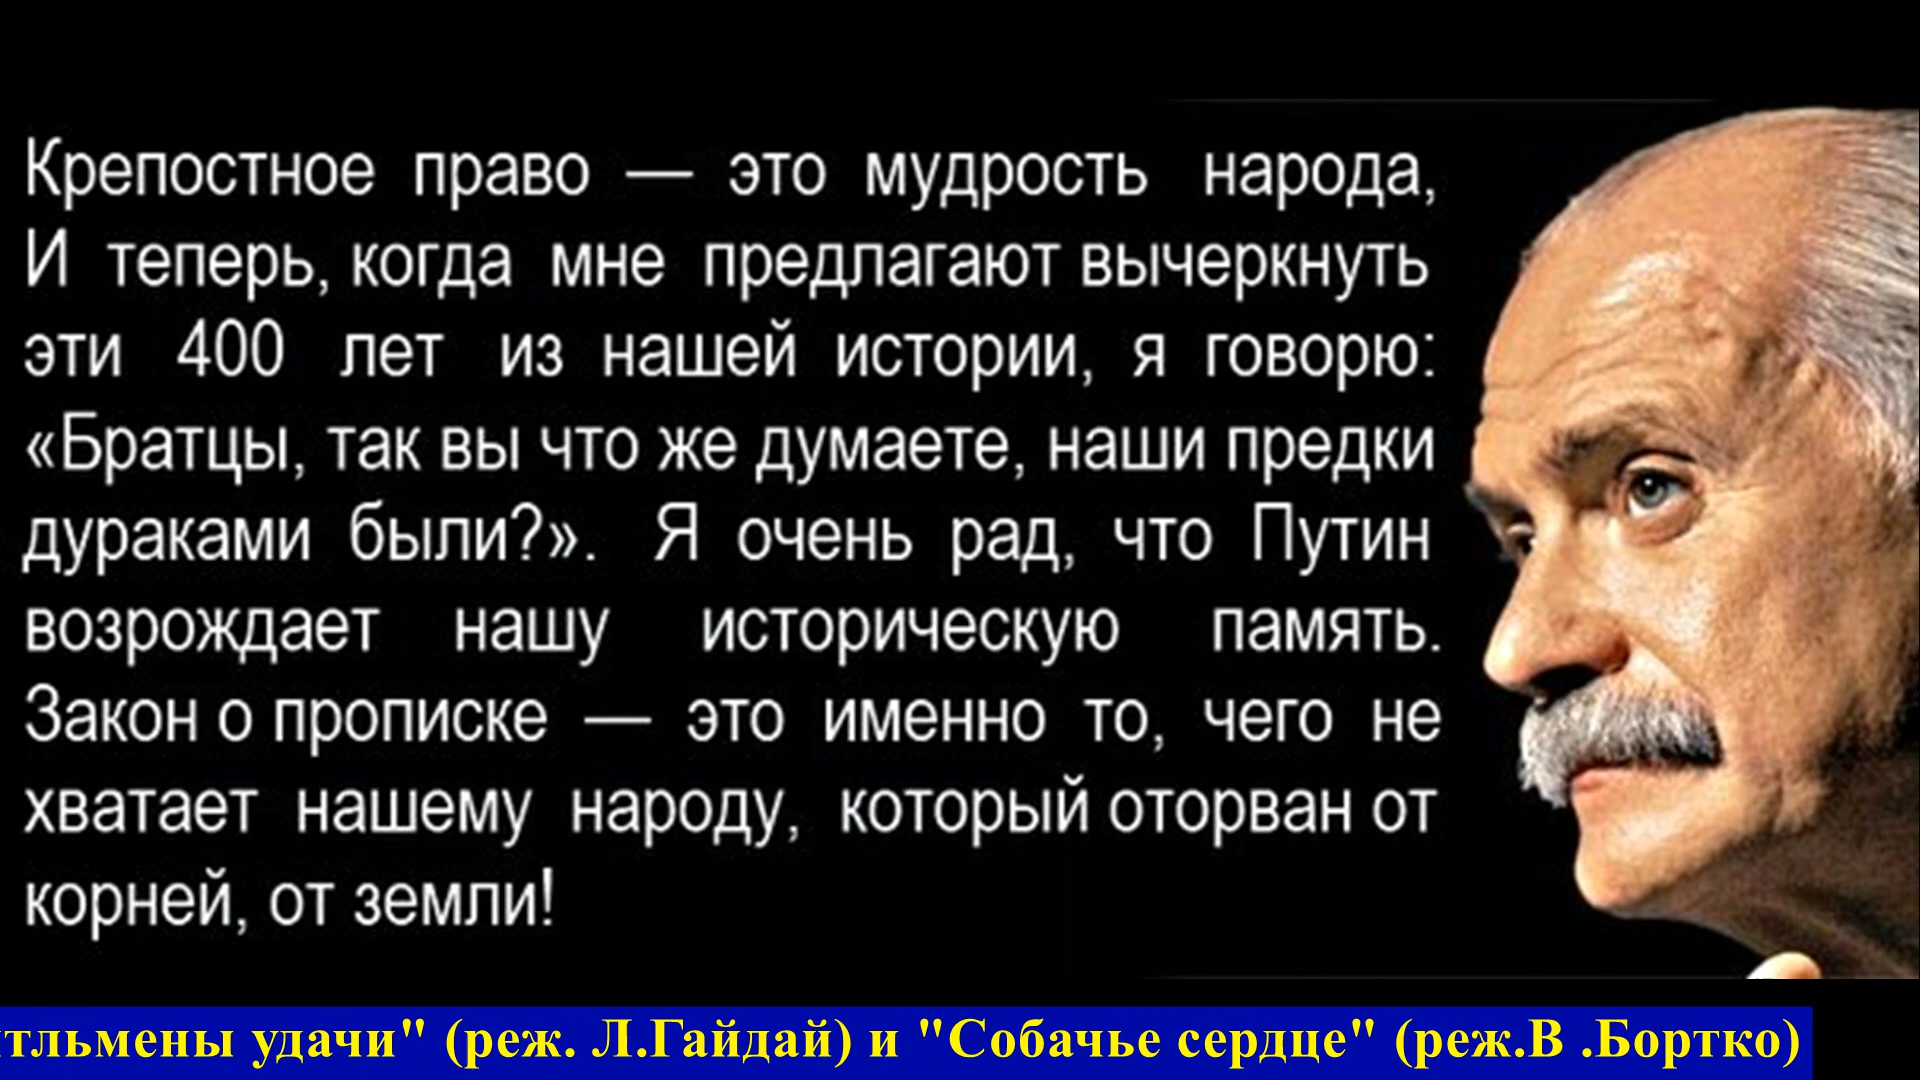 Крепостное право — это мудрость народа,
И теперь, когда мне предлагают вычеркнуть
эти 400 лет из нашей истории, я говорю:
«Братцы, так вы что же думаете, наши предки
дураками были?». Я очень рад, что Путин
возрождает нашу историческую память.
Закон о прописке — это именно то, чего не
хватает нашему народу, который оторван от
корней, от земли!
тльмены удачи" (реж. Л.Гайдай) и "Собачье сердце" (реж.В .Бортко)